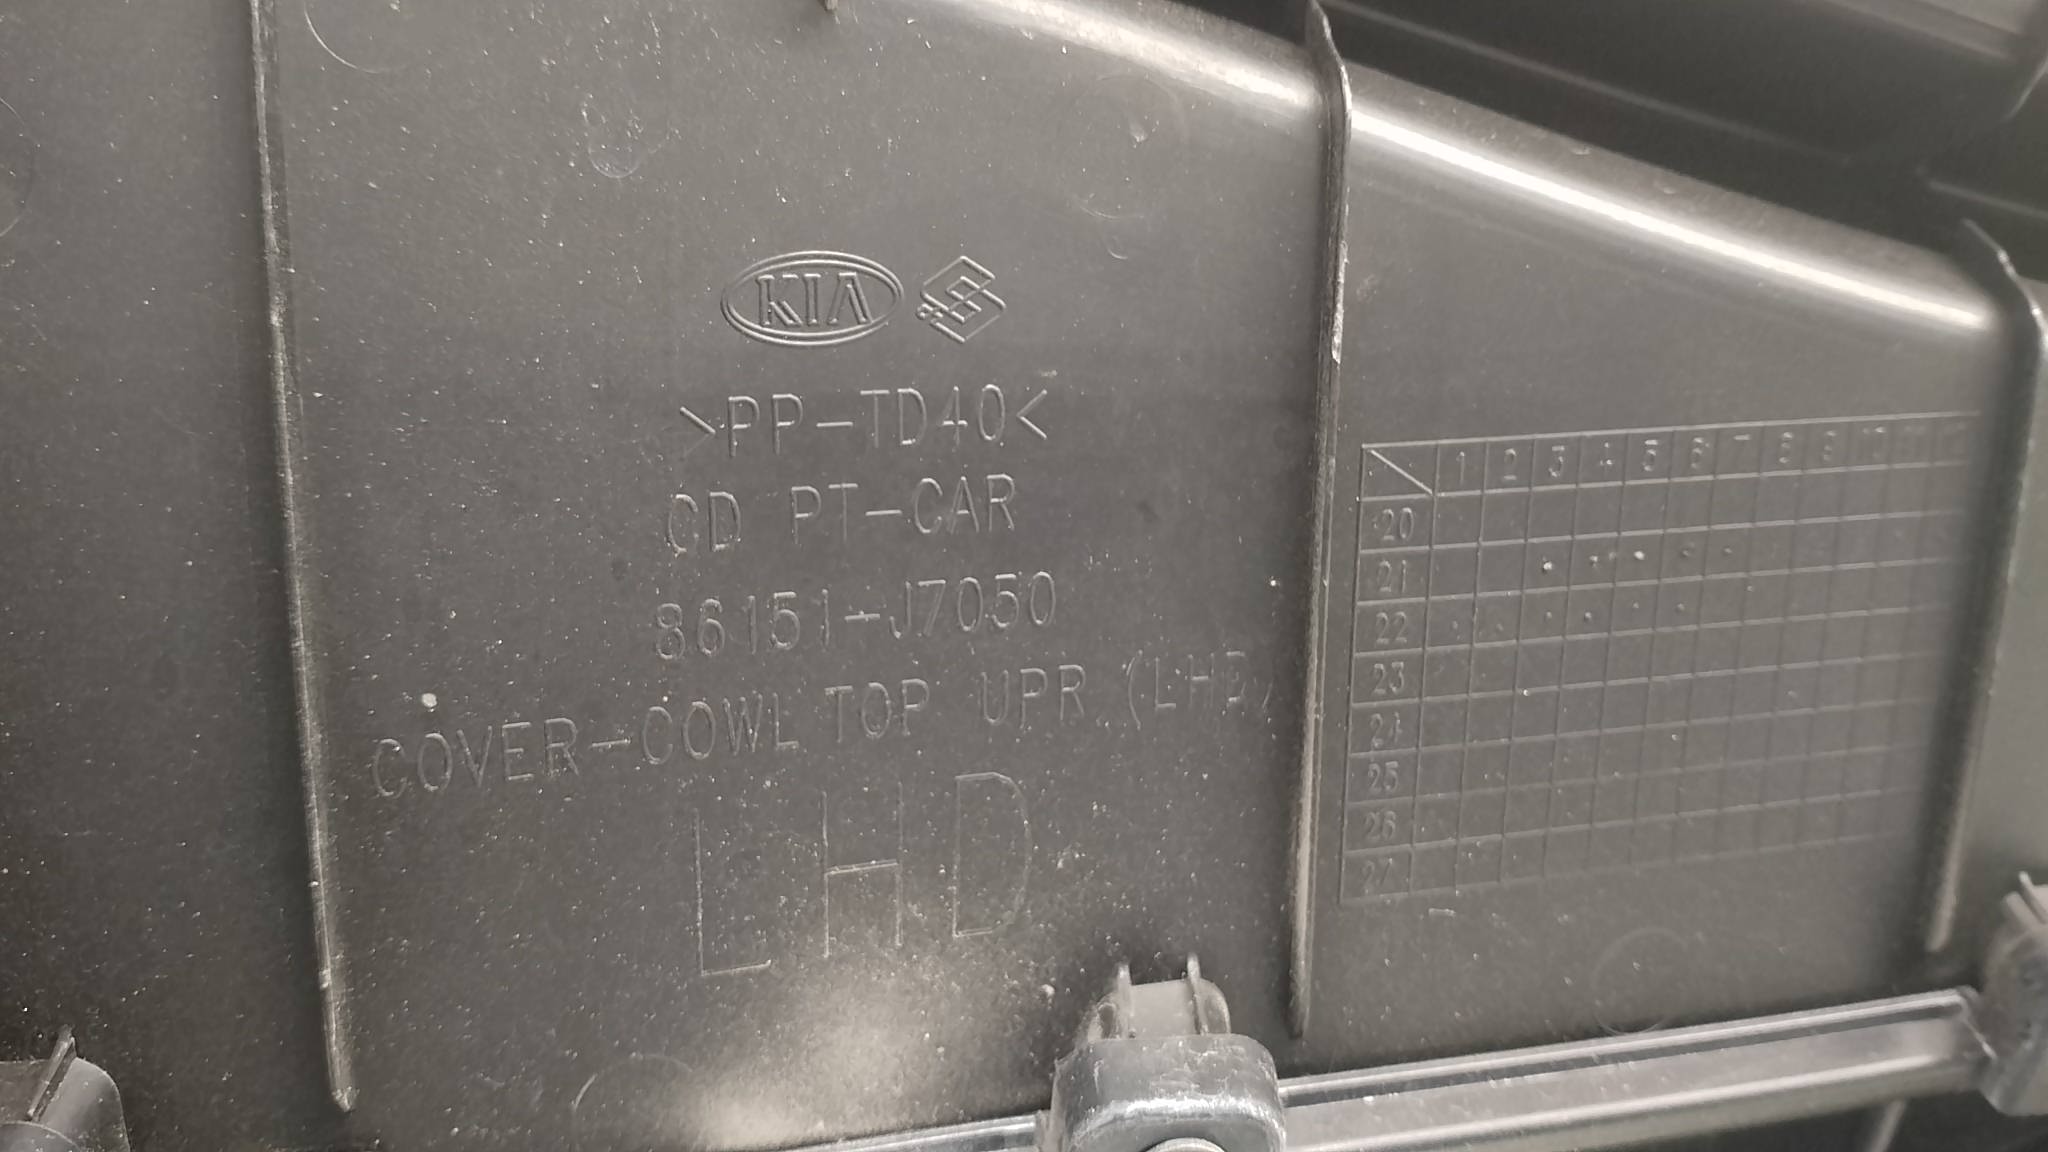 KIA
>PP-TD40<
CD PT-CAR
86151-J7050
COVER-COWL TOP UPR (LHD)
LHD
1 2 3 4 5 6 7 8 9 10 11 12
20
21
22
23
24
25
26
27